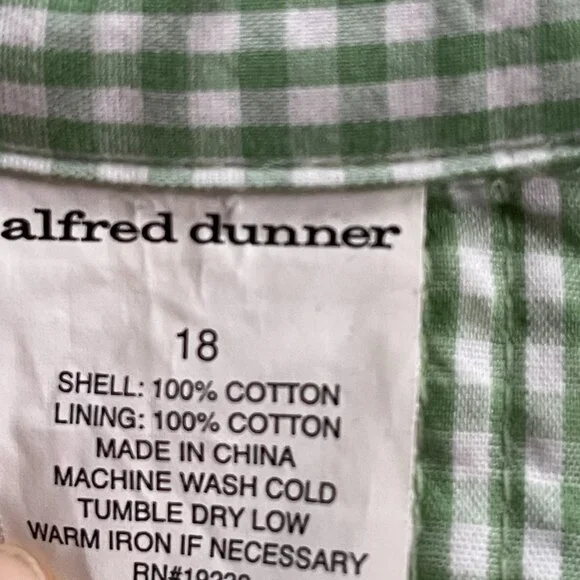 alfred dunner
18
SHELL: 100% COTTON
LINING: 100% COTTON
MADE IN CHINA
MACHINE WASH COLD
TUMBLE DRY LOW
WARM IRON IF NECESSARY